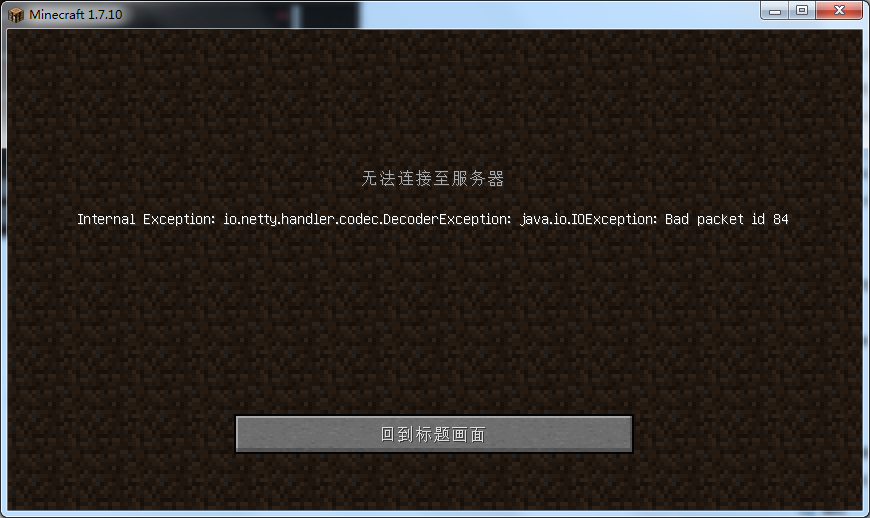 Minecraft 1.7.10
无法连接至服务器
Internal Exception: io.netty.handler.codec.DecoderException: java.io.IOException: Bad packet id 84
回到标题画面